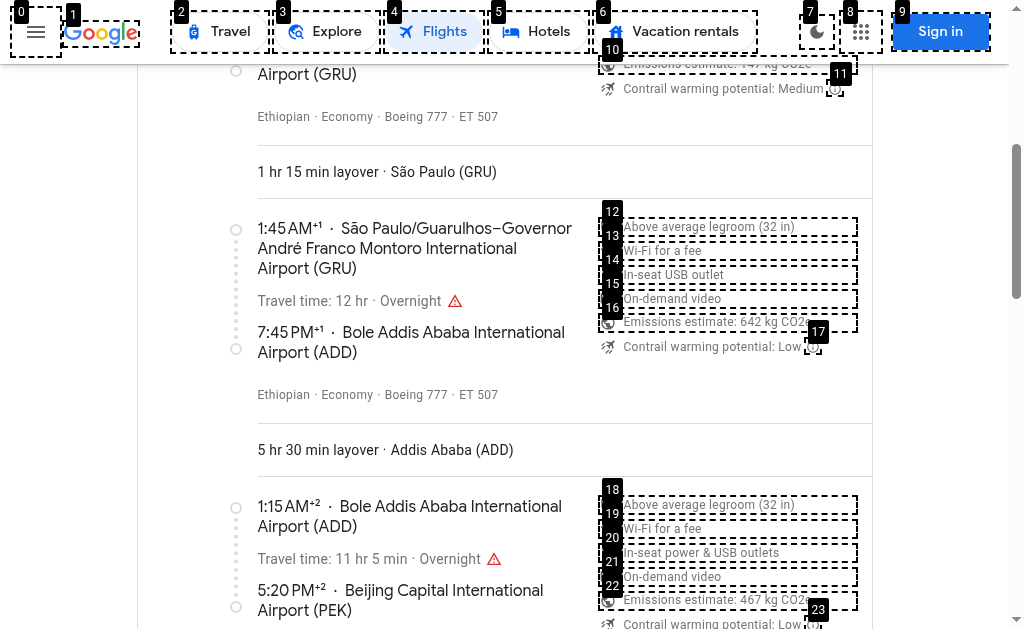 Google
Travel
Explore
Flights
Hotels
Vacation rentals
Sign in
0
1
2
3
4
5
6
7
8
9
10
11
Airport (GRU)
Emissions estimate: 147 kg CO2e
Contrail warming potential: Medium
Ethiopian · Economy · Boeing 777 · ET 507
1 hr 15 min layover · São Paulo (GRU)
1:45 AM⁺¹ · São Paulo/Guarulhos–Governor
André Franco Montoro International
Airport (GRU)
Travel time: 12 hr · Overnight
7:45 PM⁺¹ · Bole Addis Ababa International
Airport (ADD)
Ethiopian · Economy · Boeing 777 · ET 507
12
Above average legroom (32 in)
13
Wi-Fi for a fee
14
In-seat USB outlet
15
On-demand video
16
Emissions estimate: 642 kg CO2e
17
Contrail warming potential: Low
5 hr 30 min layover · Addis Ababa (ADD)
1:15 AM⁺² · Bole Addis Ababa International
Airport (ADD)
Travel time: 11 hr 5 min · Overnight
5:20 PM⁺² · Beijing Capital International
Airport (PEK)
18
Above average legroom (32 in)
19
Wi-Fi for a fee
20
In-seat power & USB outlets
21
On-demand video
22
Emissions estimate: 467 kg CO2e
23
Contrail warming potential: Low